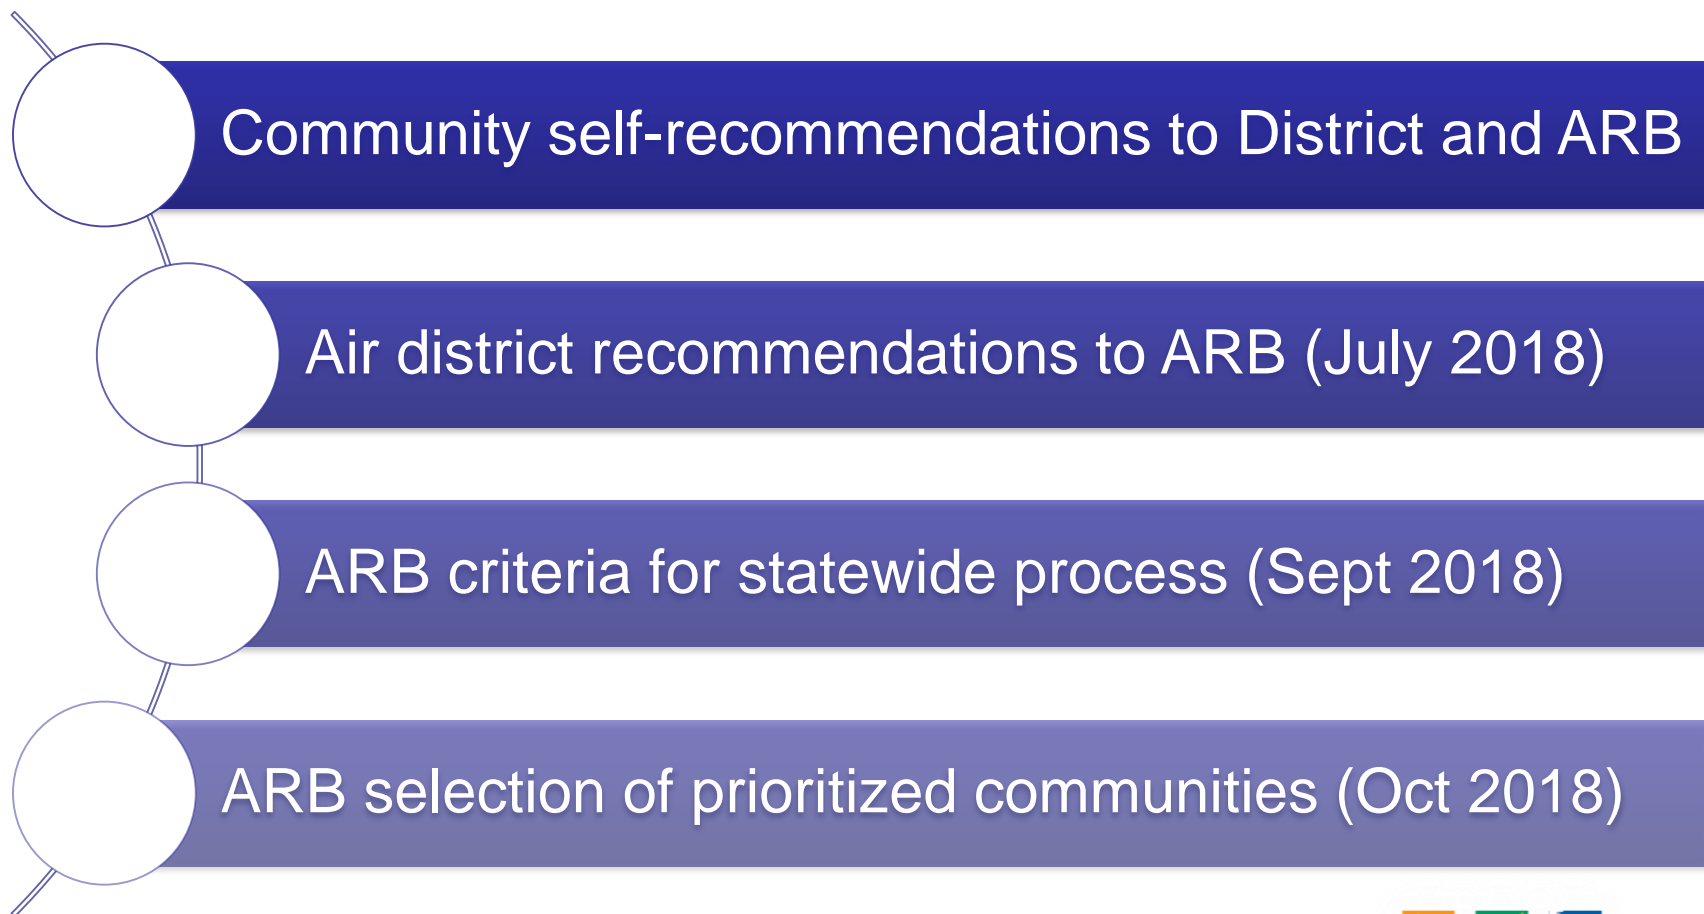 Community self-recommendations to District and ARB
Air district recommendations to ARB (July 2018)
ARB criteria for statewide process (Sept 2018)
ARB selection of prioritized communities (Oct 2018)